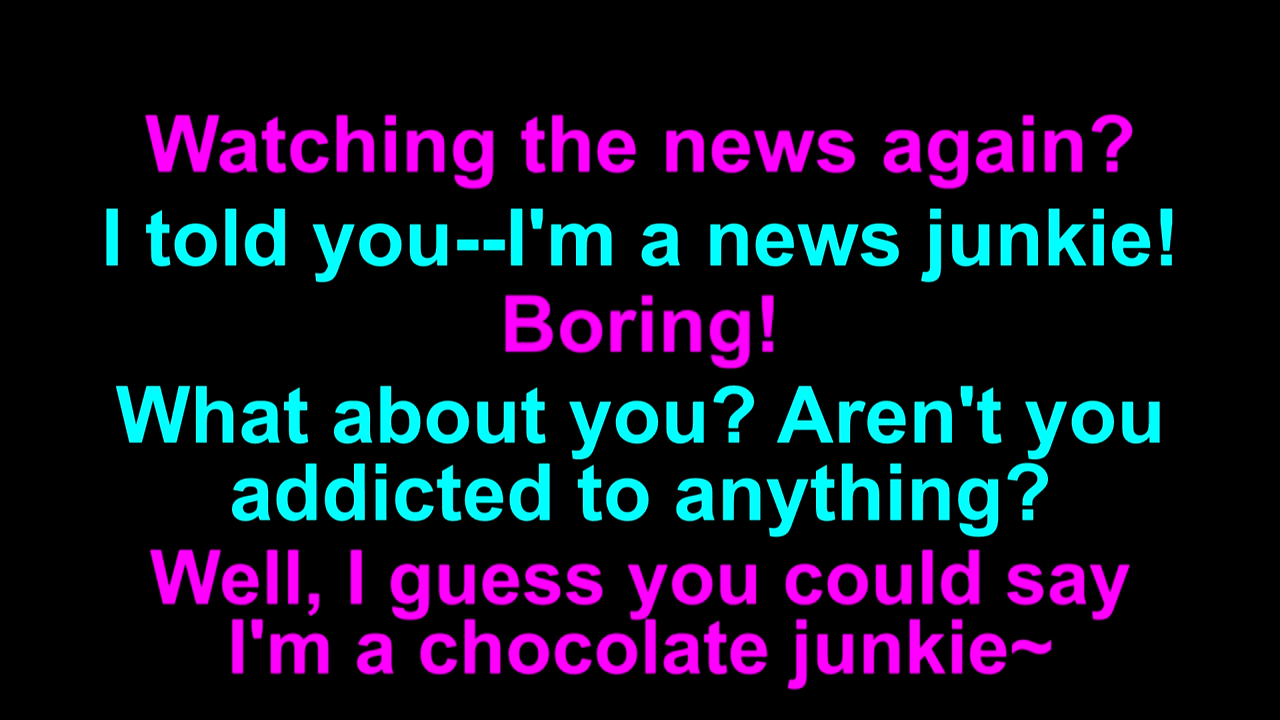 Watching the news again?
I told you--I'm a news junkie!
Boring!
What about you? Aren't you
addicted to anything?
Well, I guess you could say
I'm a chocolate junkie~